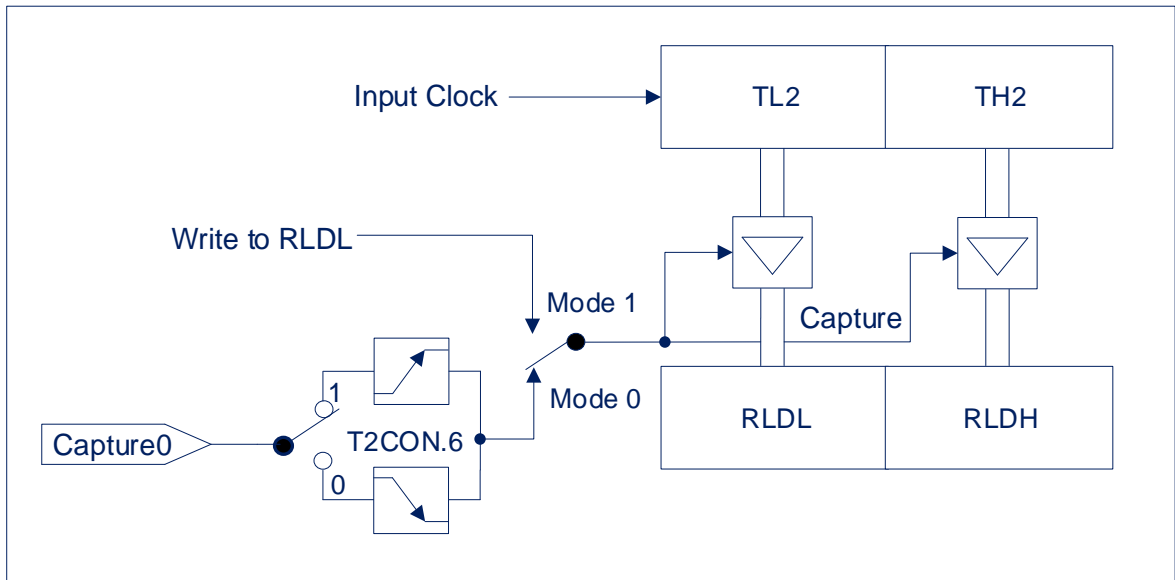 TL2
TH2
Input Clock
Write to RLDL
Mode 1
Capture
Mode 0
1
Capture0
T2CON.6
0
RLDL
RLDH